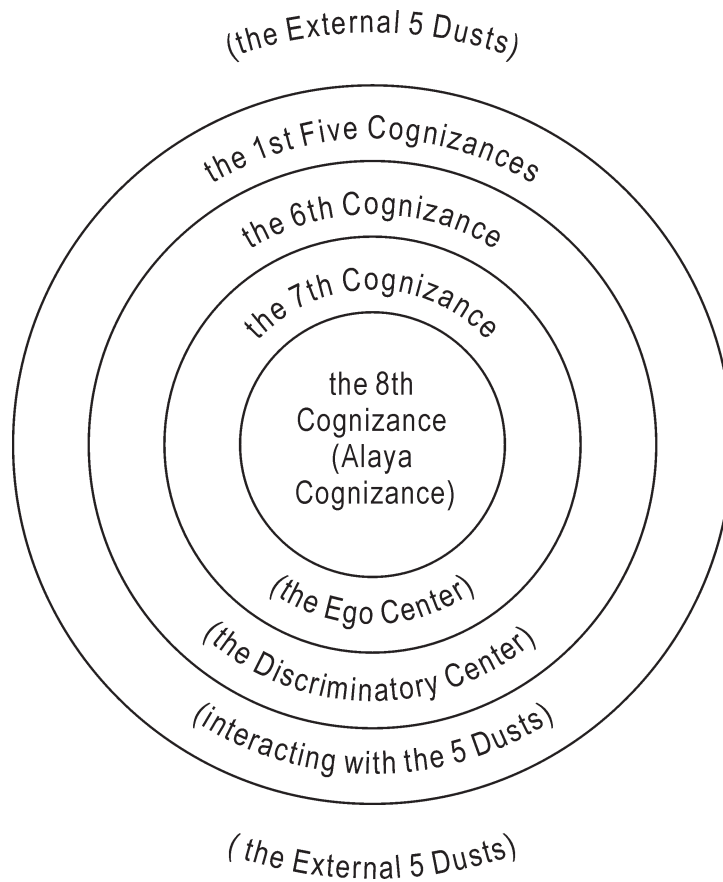 (the External 5 Dusts)
the 1st Five Cognizances
the 6th Cognizance
the 7th Cognizance
the 8th
Cognizance
(Alaya
Cognizance)
(the Ego Center)
(the Discriminatory Center)
(interacting with the 5 Dusts)
( the External 5 Dusts)